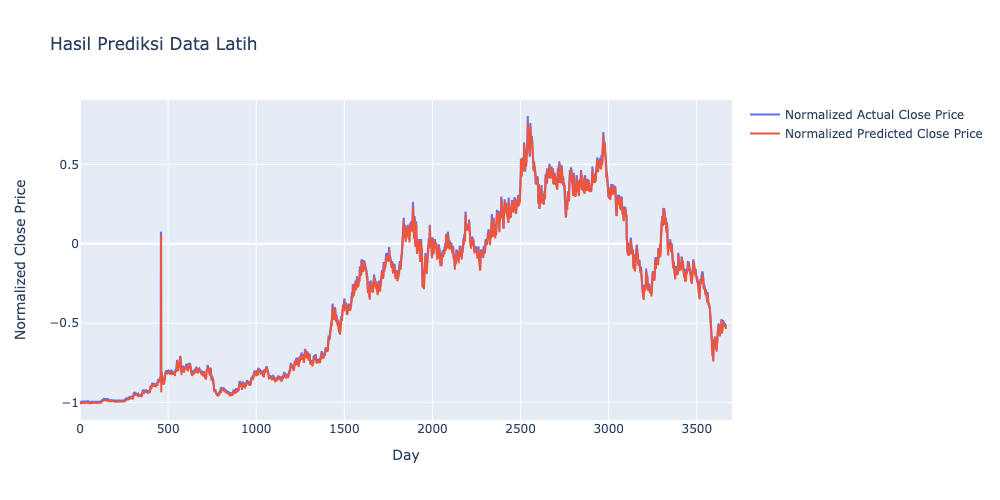 Hasil Prediksi Data Latih
Normalized Actual Close Price
Normalized Predicted Close Price
Normalized Close Price
0.5
0
−0.5
−1
0 500 1000 1500 2000 2500 3000 3500
Day